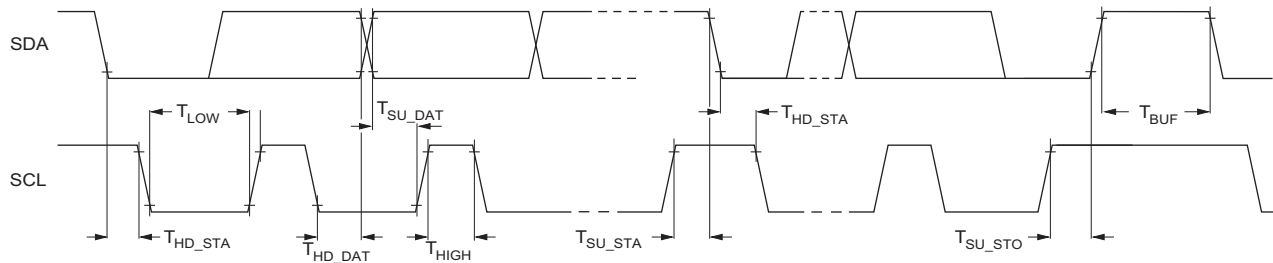 SDA
T_LOW
T_SU_DAT
T_HD_STA
T_BUF
SCL
T_HD_STA
T_HD_DAT
T_HIGH
T_SU_STA
T_SU_STO